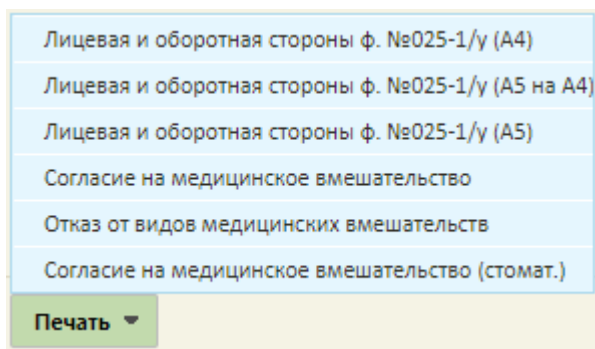 Лицевая и оборотная стороны ф. №025-1/у (А4)
Лицевая и оборотная стороны ф. №025-1/у (А5 на А4)
Лицевая и оборотная стороны ф. №025-1/у (А5)
Согласие на медицинское вмешательство
Отказ от видов медицинских вмешательств
Согласие на медицинское вмешательство (стомат.)
Печать